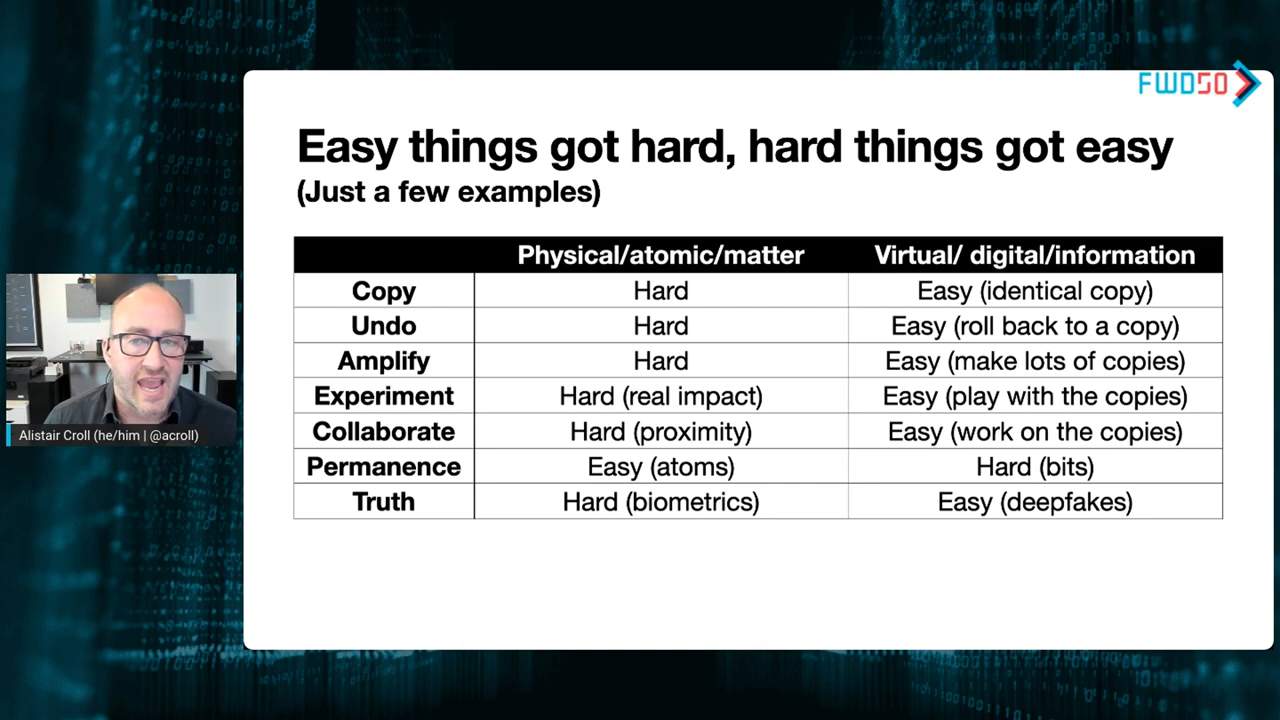 FWD50
Easy things got hard, hard things got easy
(Just a few examples)
Physical/atomic/matter Virtual/ digital/information
Copy Hard Easy (identical copy)
Undo Hard Easy (roll back to a copy)
Amplify Hard Easy (make lots of copies)
Experiment Hard (real impact) Easy (play with the copies)
Collaborate Hard (proximity) Easy (work on the copies)
Permanence Easy (atoms) Hard (bits)
Truth Hard (biometrics) Easy (deepfakes)
Alistair Croll (he/him | @acroll)